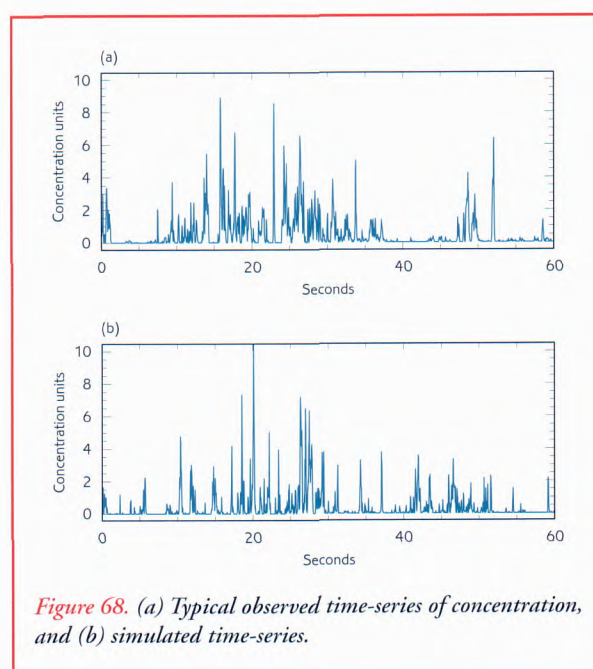 (a)
Concentration units
10
8
6
4
2
0
0 20 40 60
Seconds
(b)
Concentration units
10
8
6
4
2
0
0 20 40 60
Seconds
Figure 68. (a) Typical observed time-series of concentration,
and (b) simulated time-series.